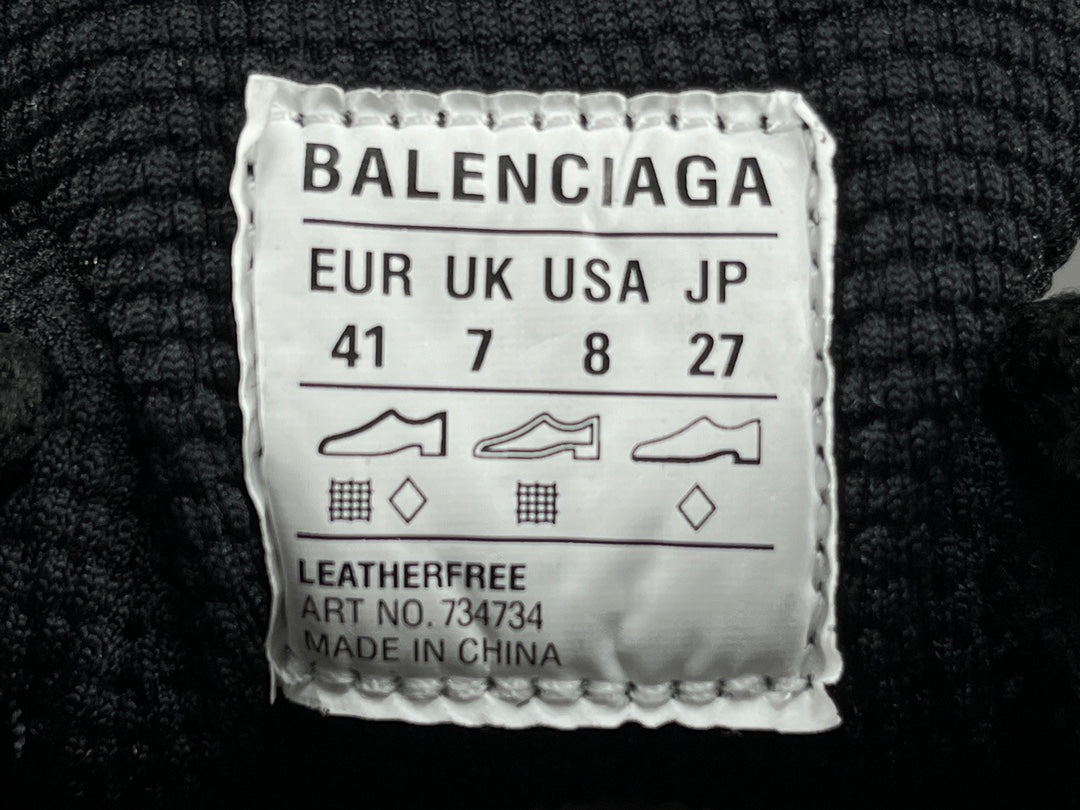 BALENCIAGA
EUR UK USA JP
41 7 8 27
LEATHERFREE
ART NO. 734734
MADE IN CHINA